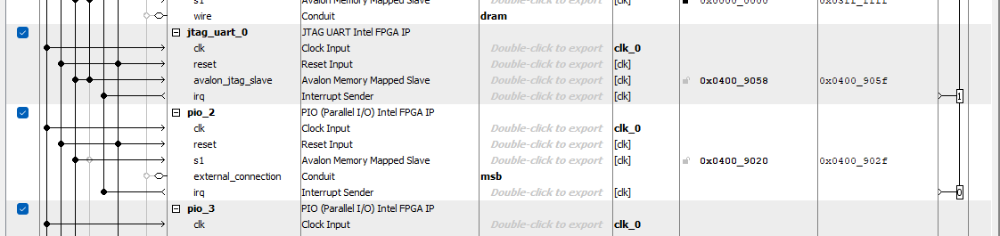 s1 Avalon Memory Mapped Slave Double-click to export [clk] 0x0000_0000 0x03ff_ffff
wire Conduit dram
jtag_uart_0 JTAG UART Intel FPGA IP
clk Clock Input Double-click to export clk_0
reset Reset Input Double-click to export [clk]
avalon_jtag_slave Avalon Memory Mapped Slave Double-click to export [clk] 0x0400_9058 0x0400_905f
irq Interrupt Sender Double-click to export [clk] 1
pio_2 PIO (Parallel I/O) Intel FPGA IP
clk Clock Input Double-click to export clk_0
reset Reset Input Double-click to export [clk]
s1 Avalon Memory Mapped Slave Double-click to export [clk] 0x0400_9020 0x0400_902f
external_connection Conduit msb
irq Interrupt Sender Double-click to export [clk] 0
pio_3 PIO (Parallel I/O) Intel FPGA IP
clk Clock Input Double-click to export clk_0